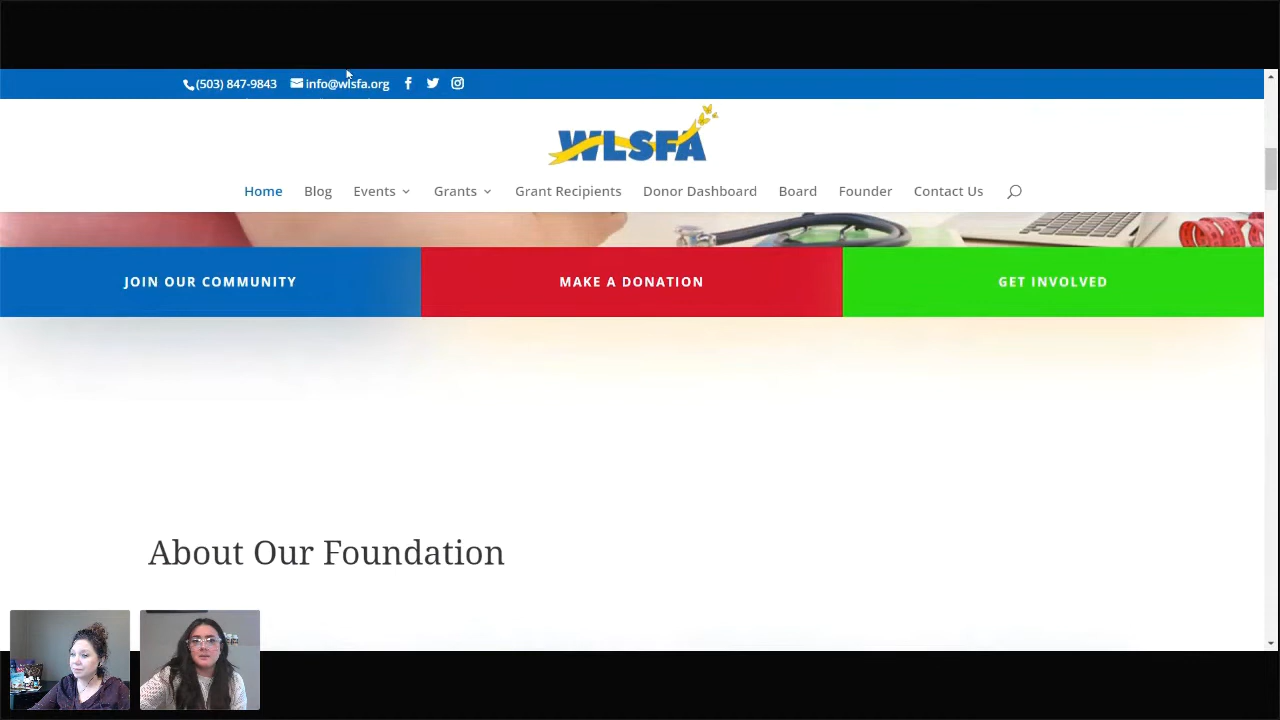 (503) 847-9843 info@wlsfa.org
WLSFA
Home Blog Events Grants Grant Recipients Donor Dashboard Board Founder Contact Us
JOIN OUR COMMUNITY MAKE A DONATION GET INVOLVED
About Our Foundation